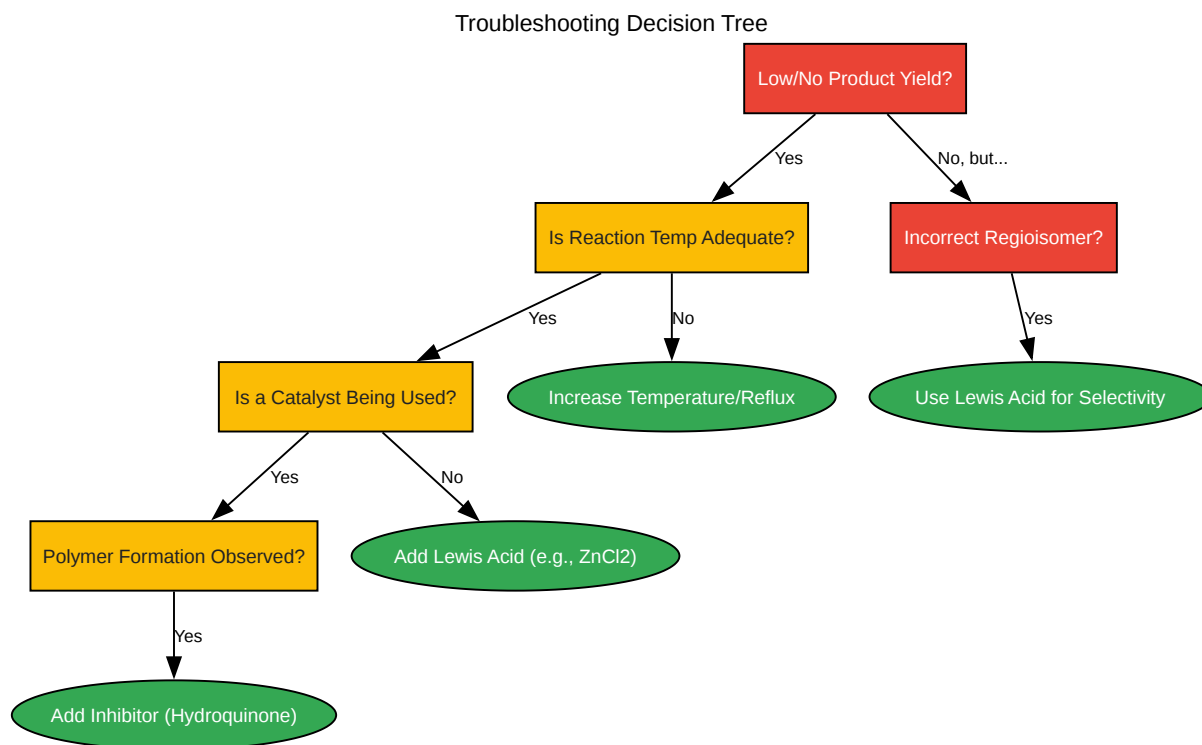 Troubleshooting Decision Tree
Low/No Product Yield?
Yes
No, but...
Is Reaction Temp Adequate?
Incorrect Regioisomer?
Yes
No
Yes
Is a Catalyst Being Used?
Increase Temperature/Reflux
Use Lewis Acid for Selectivity
Yes
No
Polymer Formation Observed?
Add Lewis Acid (e.g., ZnCl2)
Yes
Add Inhibitor (Hydroquinone)